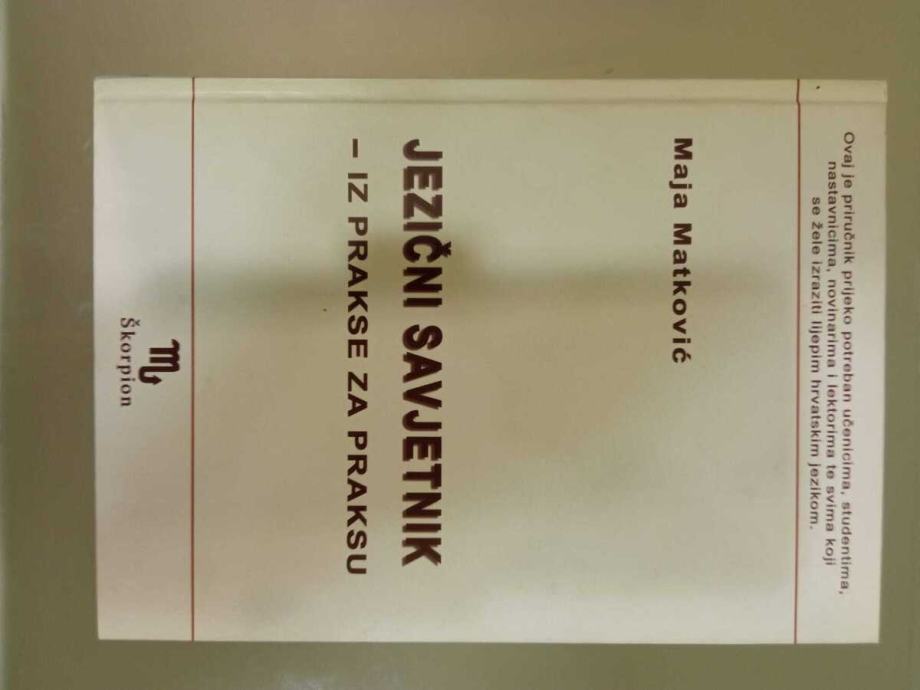 Ovaj je priručnik prijeko potreban učenicima, studentima,
nastavnicima, novinarima i lektorima te svima koji
se žele izraziti lijepim hrvatskim jezikom.
Maja Matković
JEZIČNI SAVJETNIK
– IZ PRAKSE ZA PRAKSU
Škorpion